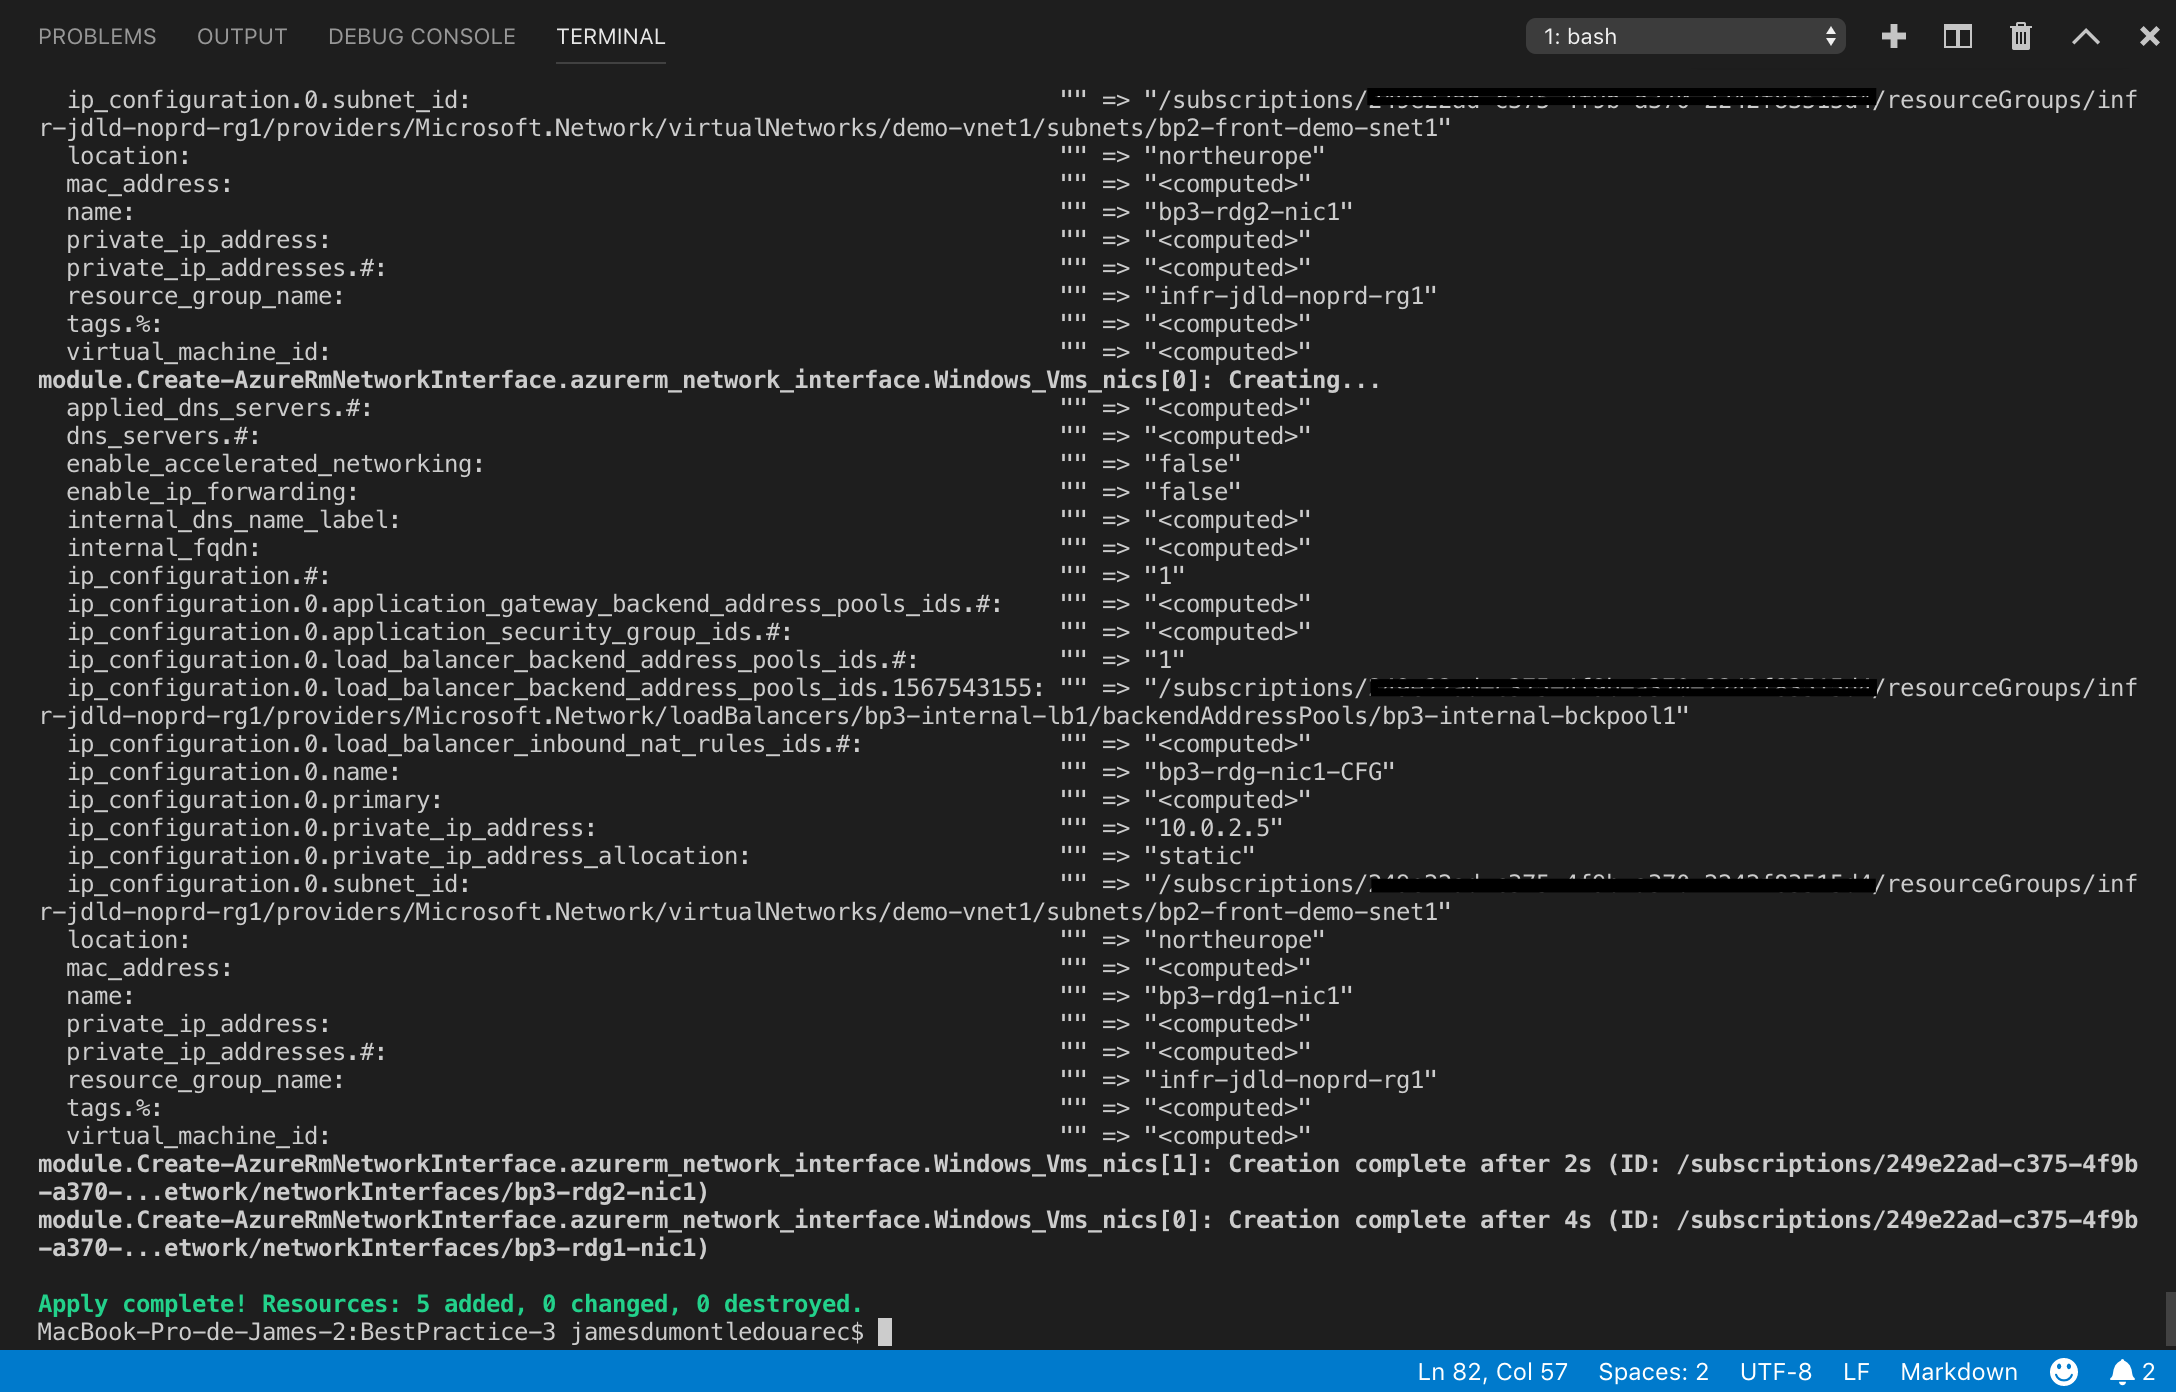 PROBLEMS OUTPUT DEBUG CONSOLE TERMINAL 1: bash
ip_configuration.0.subnet_id: "" => "/subscriptions/ /resourceGroups/inf
r-jdld-noprd-rg1/providers/Microsoft.Network/virtualNetworks/demo-vnet1/subnets/bp2-front-demo-snet1"
location: "" => "northeurope"
mac_address: "" => "<computed>"
name: "" => "bp3-rdg2-nic1"
private_ip_address: "" => "<computed>"
private_ip_addresses.#: "" => "<computed>"
resource_group_name: "" => "infr-jdld-noprd-rg1"
tags.%: "" => "<computed>"
virtual_machine_id: "" => "<computed>"
module.Create-AzureRmNetworkInterface.azurerm_network_interface.Windows_Vms_nics[0]: Creating...
applied_dns_servers.#: "" => "<computed>"
dns_servers.#: "" => "<computed>"
enable_accelerated_networking: "" => "false"
enable_ip_forwarding: "" => "false"
internal_dns_name_label: "" => "<computed>"
internal_fqdn: "" => "<computed>"
ip_configuration.#: "" => "1"
ip_configuration.0.application_gateway_backend_address_pools_ids.#: "" => "<computed>"
ip_configuration.0.application_security_group_ids.#: "" => "<computed>"
ip_configuration.0.load_balancer_backend_address_pools_ids.#: "" => "1"
ip_configuration.0.load_balancer_backend_address_pools_ids.1567543155: "" => "/subscriptions/ /resourceGroups/inf
r-jdld-noprd-rg1/providers/Microsoft.Network/loadBalancers/bp3-internal-lb1/backendAddressPools/bp3-internal-bckpool1"
ip_configuration.0.load_balancer_inbound_nat_rules_ids.#: "" => "<computed>"
ip_configuration.0.name: "" => "bp3-rdg-nic1-CFG"
ip_configuration.0.primary: "" => "<computed>"
ip_configuration.0.private_ip_address: "" => "10.0.2.5"
ip_configuration.0.private_ip_address_allocation: "" => "static"
ip_configuration.0.subnet_id: "" => "/subscriptions/ /resourceGroups/inf
r-jdld-noprd-rg1/providers/Microsoft.Network/virtualNetworks/demo-vnet1/subnets/bp2-front-demo-snet1"
location: "" => "northeurope"
mac_address: "" => "<computed>"
name: "" => "bp3-rdg1-nic1"
private_ip_address: "" => "<computed>"
private_ip_addresses.#: "" => "<computed>"
resource_group_name: "" => "infr-jdld-noprd-rg1"
tags.%: "" => "<computed>"
virtual_machine_id: "" => "<computed>"
module.Create-AzureRmNetworkInterface.azurerm_network_interface.Windows_Vms_nics[1]: Creation complete after 2s (ID: /subscriptions/249e22ad-c375-4f9b
-a370-...etwork/networkInterfaces/bp3-rdg2-nic1)
module.Create-AzureRmNetworkInterface.azurerm_network_interface.Windows_Vms_nics[0]: Creation complete after 4s (ID: /subscriptions/249e22ad-c375-4f9b
-a370-...etwork/networkInterfaces/bp3-rdg1-nic1)
Apply complete! Resources: 5 added, 0 changed, 0 destroyed.
MacBook-Pro-de-James-2:BestPractice-3 jamesdumontledouarec$
Ln 82, Col 57 Spaces: 2 UTF-8 LF Markdown 2